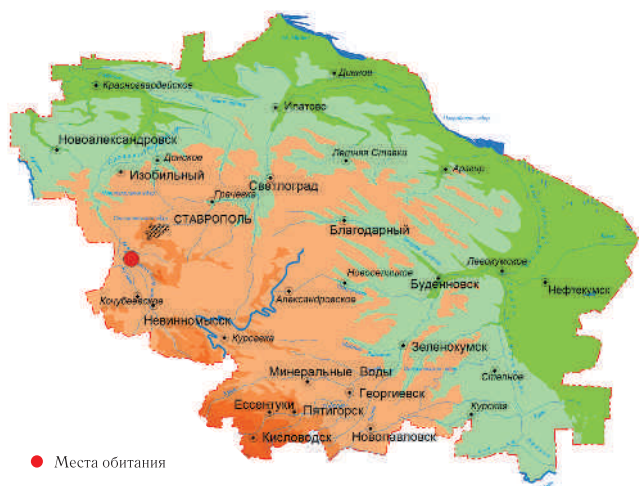 Дивное
Красногвардейское
Ипатово
Новоалександровск
Донское
Летняя Ставка
Изобильный
Арзгир
Светлоград
Грачевка
СТАВРОПОЛЬ
Благодарный
Левокумское
Новоселицкое
Буденновск
Нефтекумск
Кочубеевское
Александровское
Невинномысск
Курсавка
Зеленокумск
Минеральные Воды
Степное
Георгиевск
Ессентуки
Пятигорск
Курская
Кисловодск
Новопавловск
Места обитания